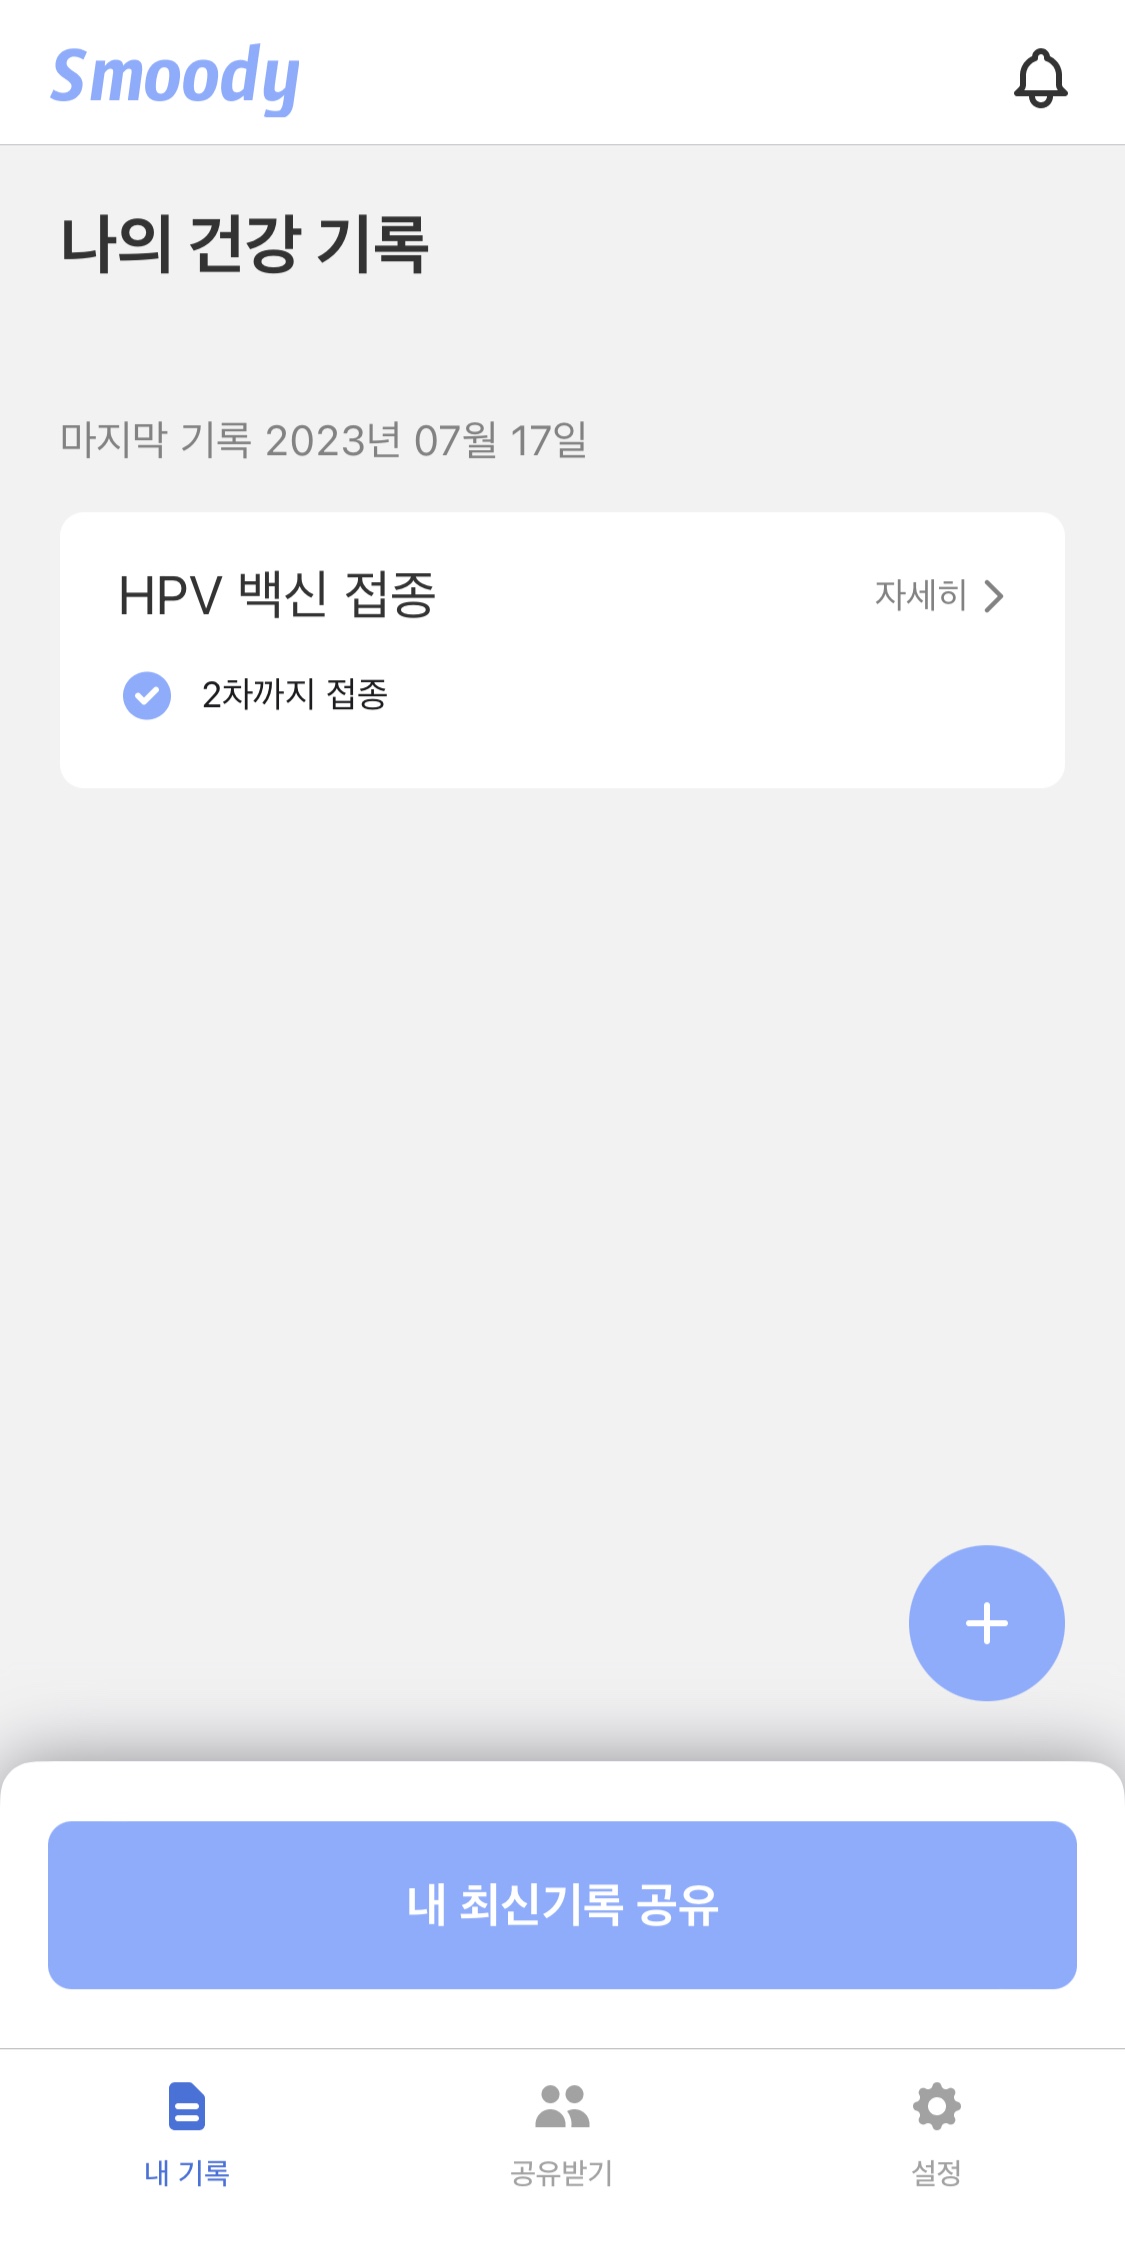 Smoody
나의 건강 기록
마지막 기록 2023년 07월 17일
HPV 백신 접종
자세히
2차까지 접종
내 최신기록 공유
내 기록
공유받기
설정